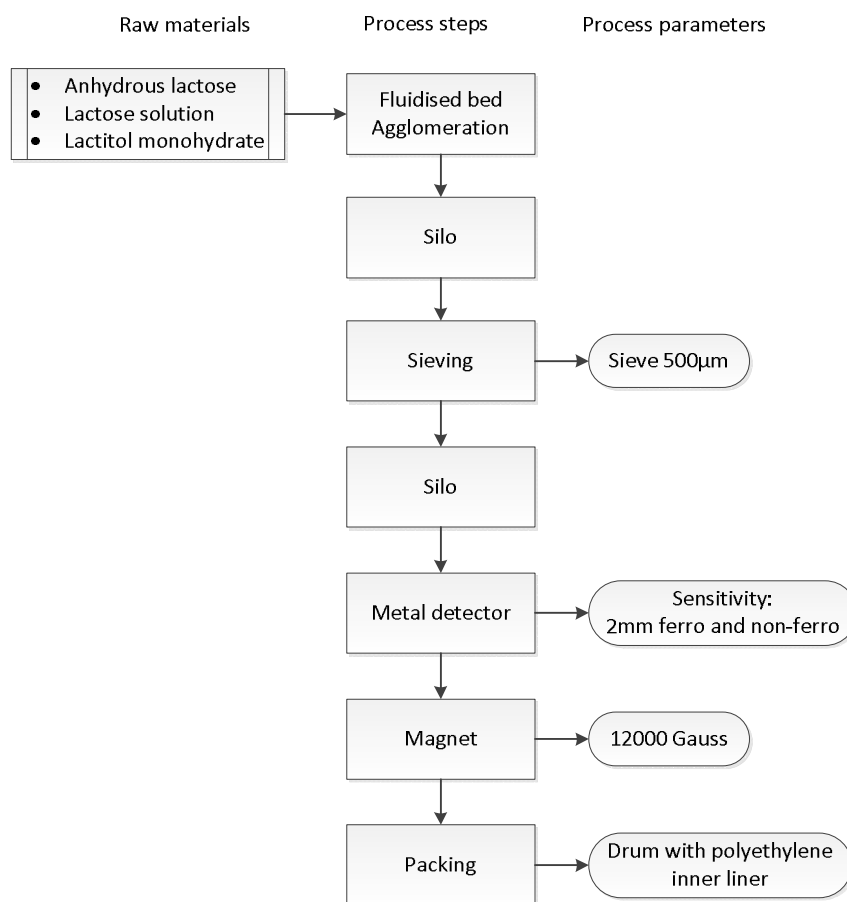 Raw materials
Process steps
Process parameters
• Anhydrous lactose
• Lactose solution
• Lactitol monohydrate
Fluidised bed
Agglomeration
Silo
Sieving
Sieve 500µm
Silo
Metal detector
Sensitivity:
2mm ferro and non-ferro
Magnet
12000 Gauss
Packing
Drum with polyethylene
inner liner